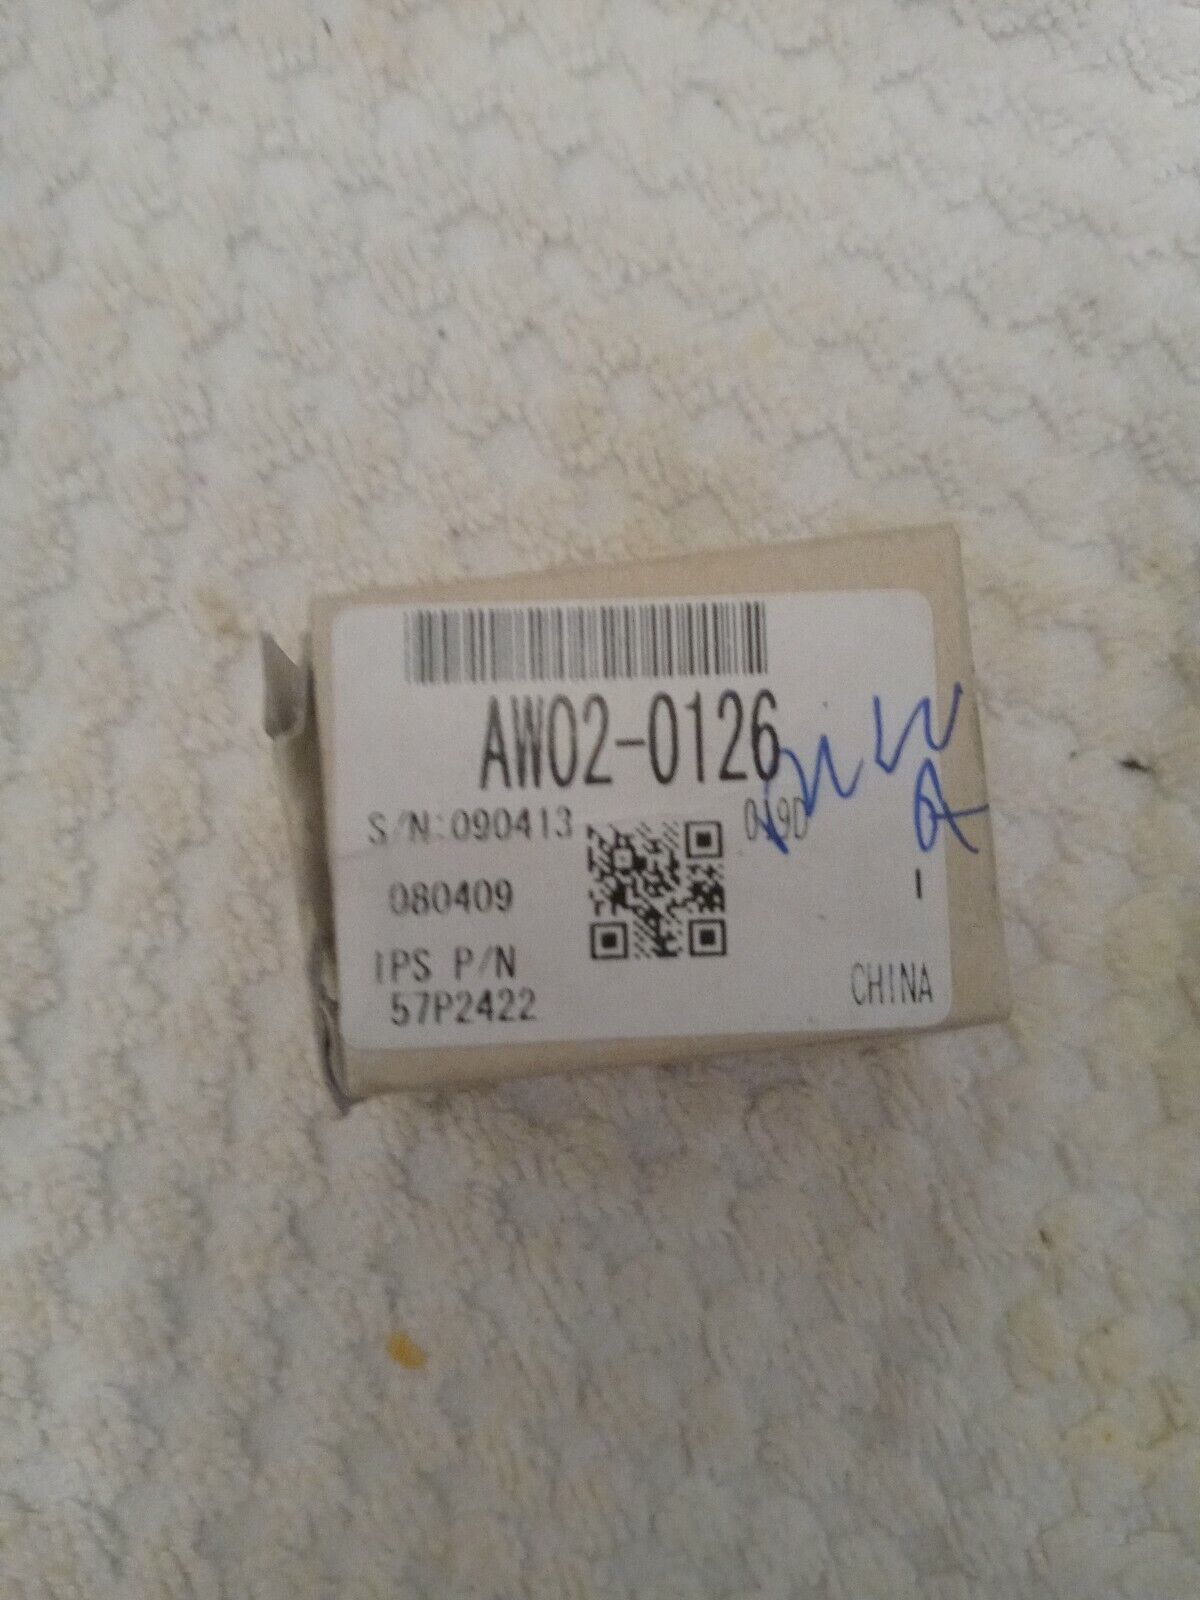 AW02-0126
S/N:090413
080409
IPS P/N
57P2422
-
CHINA